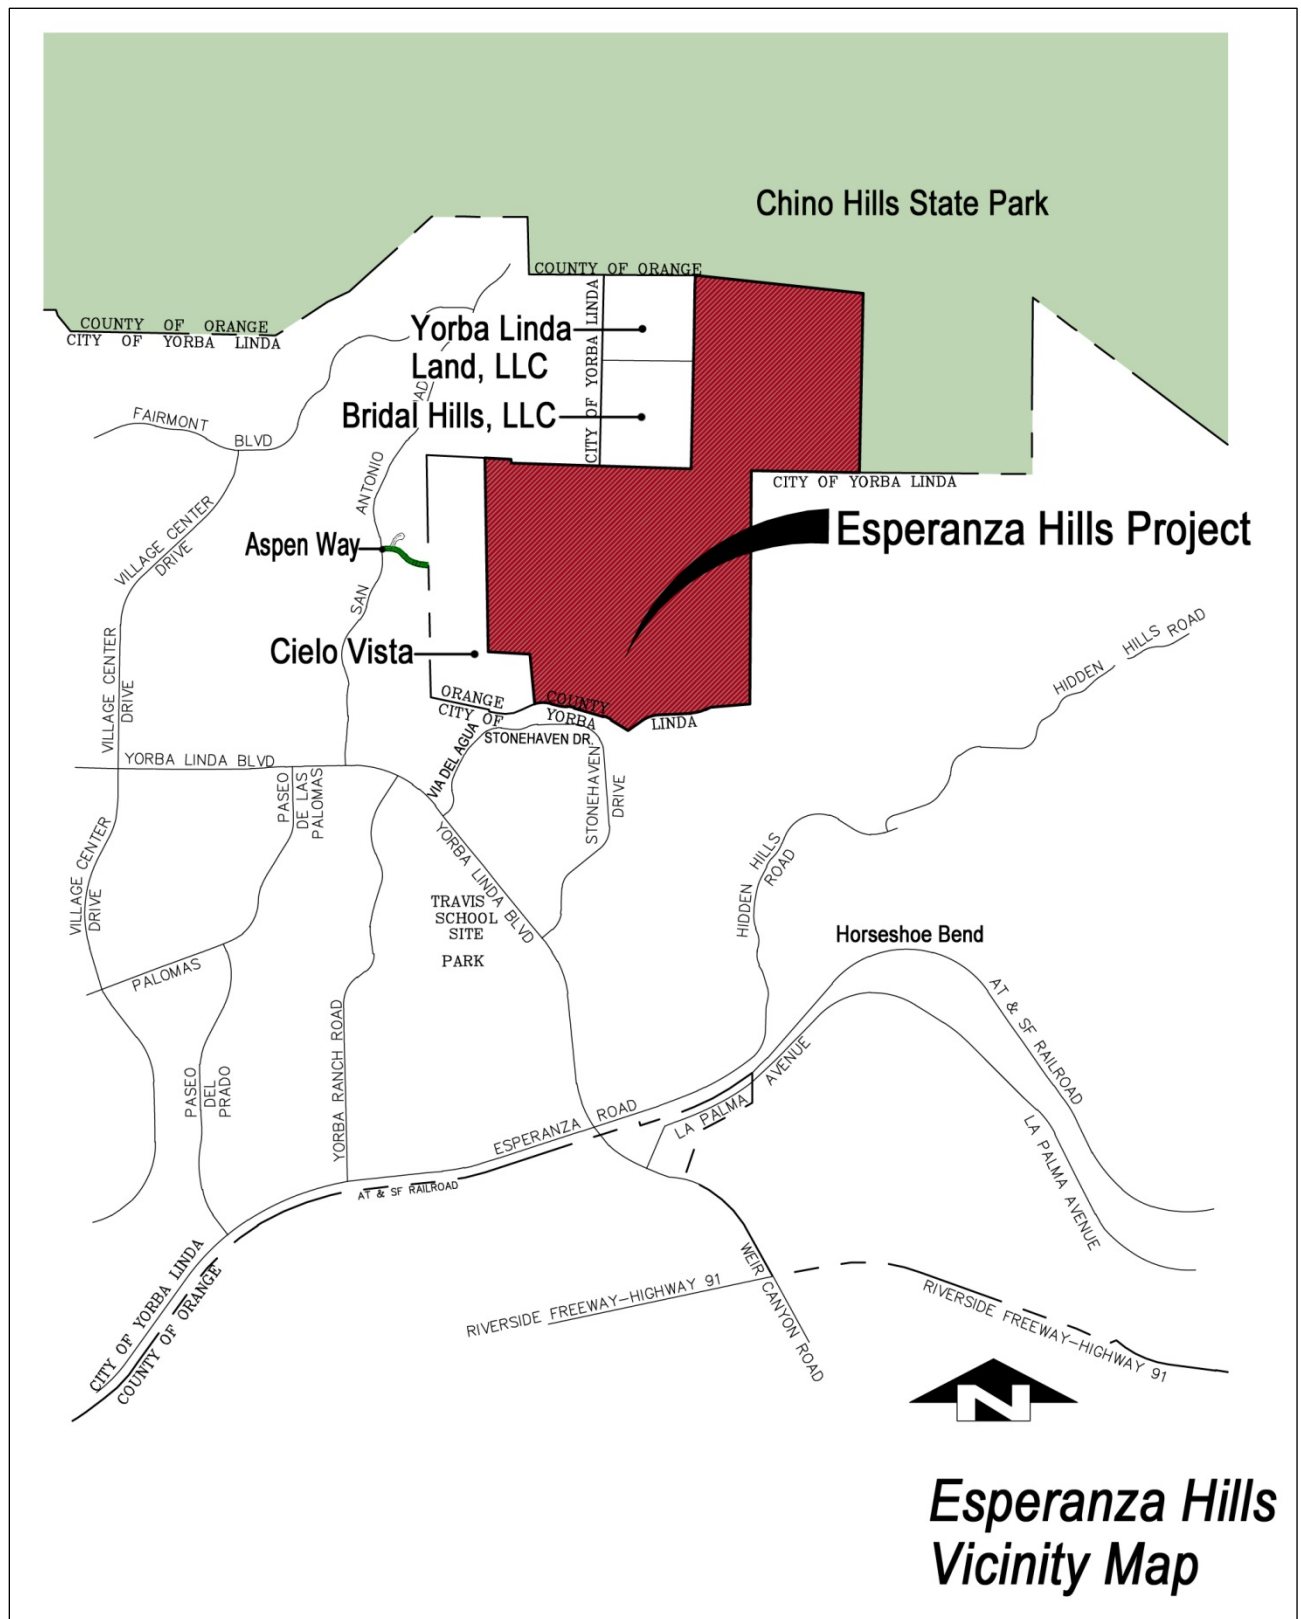 Chino Hills State Park
COUNTY OF ORANGE
COUNTY OF ORANGE
CITY OF YORBA LINDA
CITY OF YORBA LINDA
Yorba Linda
Land, LLC
Bridal Hills, LLC
CITY OF YORBA LINDA
FAIRMONT
BLVD
ANTONIO
SAN
CITY OF YORBA LINDA
Esperanza Hills Project
VILLAGE CENTER
DRIVE
Aspen Way
Cielo Vista
HIDDEN HILLS ROAD
VILLAGE CENTER
DRIVE
ORANGE COUNTY
CITY OF YORBA LINDA
STONEHAVEN DR.
VIA DEL AGUA
STONEHAVEN
DRIVE
YORBA LINDA BLVD
PASEO
DE LAS
PALOMAS
YORBA LINDA BLVD
VILLAGE CENTER
DRIVE
HIDDEN HILLS
ROAD
TRAVIS
SCHOOL
SITE
PARK
Horseshoe Bend
PALOMAS
AT & SF RAILROAD
YORBA RANCH ROAD
PASEO
DEL
PRADO
ESPERANZA ROAD
LA PALMA AVENUE
LA PALMA AVENUE
AT & SF RAILROAD
CITY OF YORBA LINDA
COUNTY OF ORANGE
WEIR CANYON ROAD
RIVERSIDE FREEWAY-HIGHWAY 91
RIVERSIDE FREEWAY-HIGHWAY 91
N
Esperanza Hills
Vicinity Map